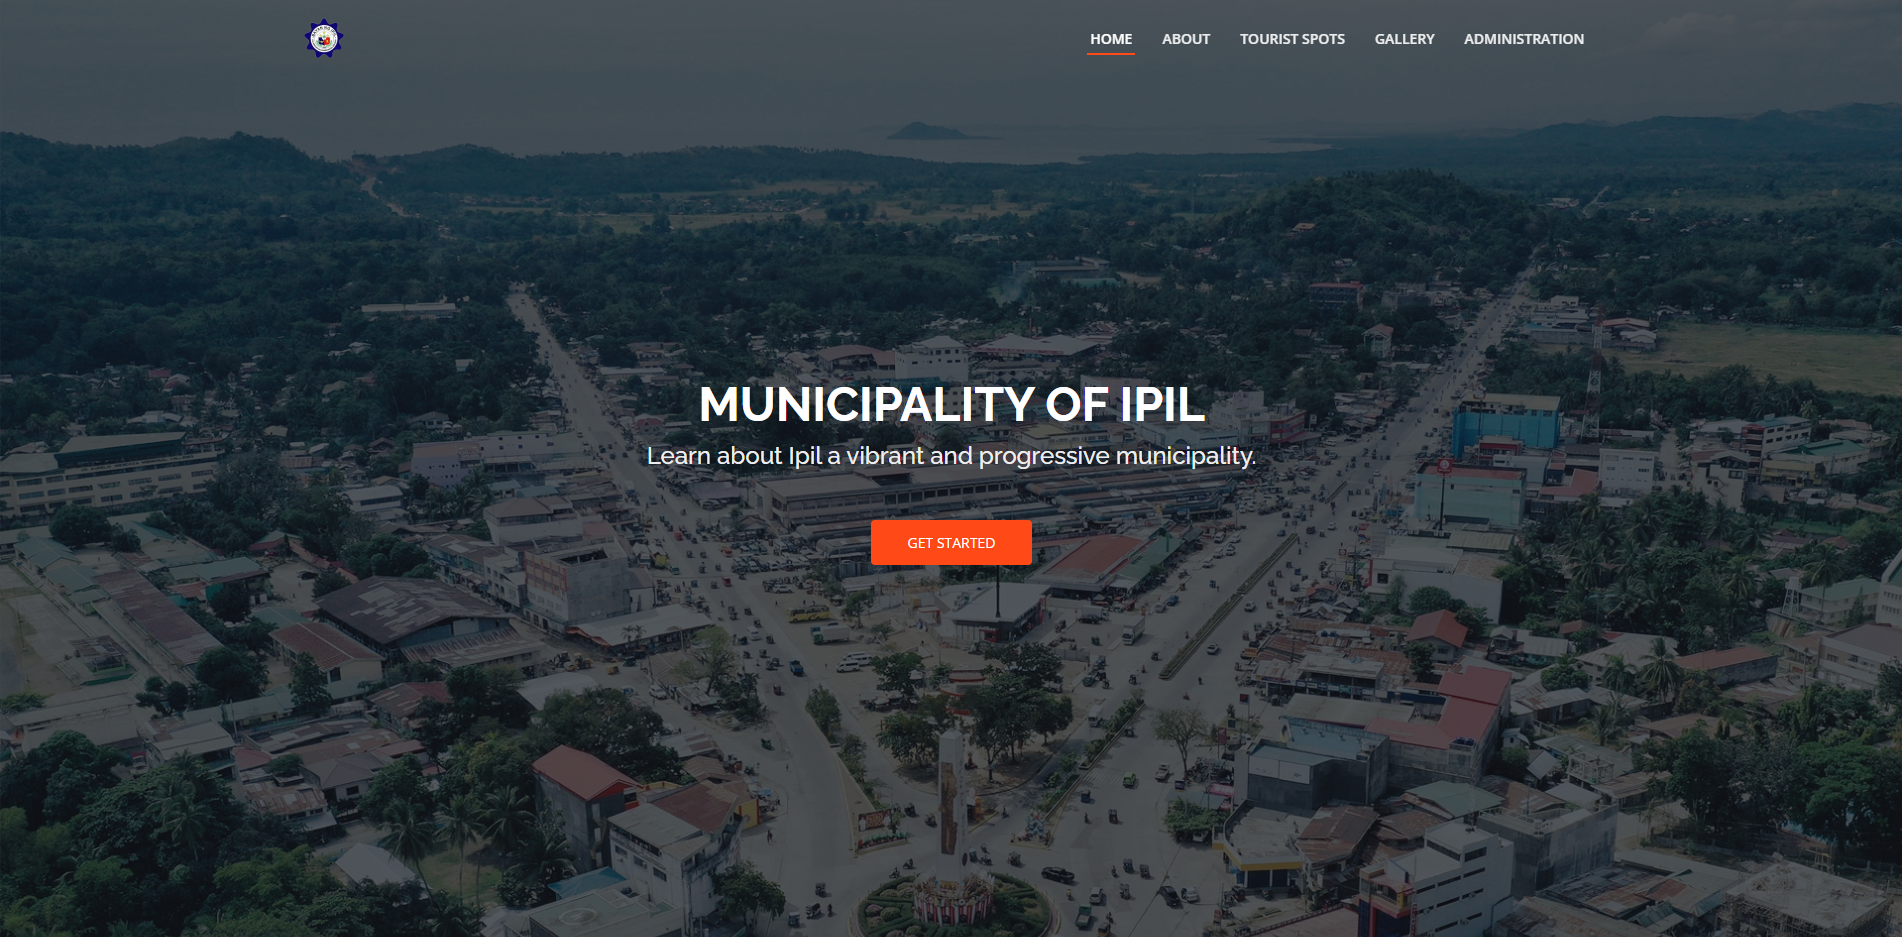 HOME ABOUT TOURIST SPOTS GALLERY ADMINISTRATION
MUNICIPALITY OF IPIL
Learn about Ipil a vibrant and progressive municipality.
GET STARTED